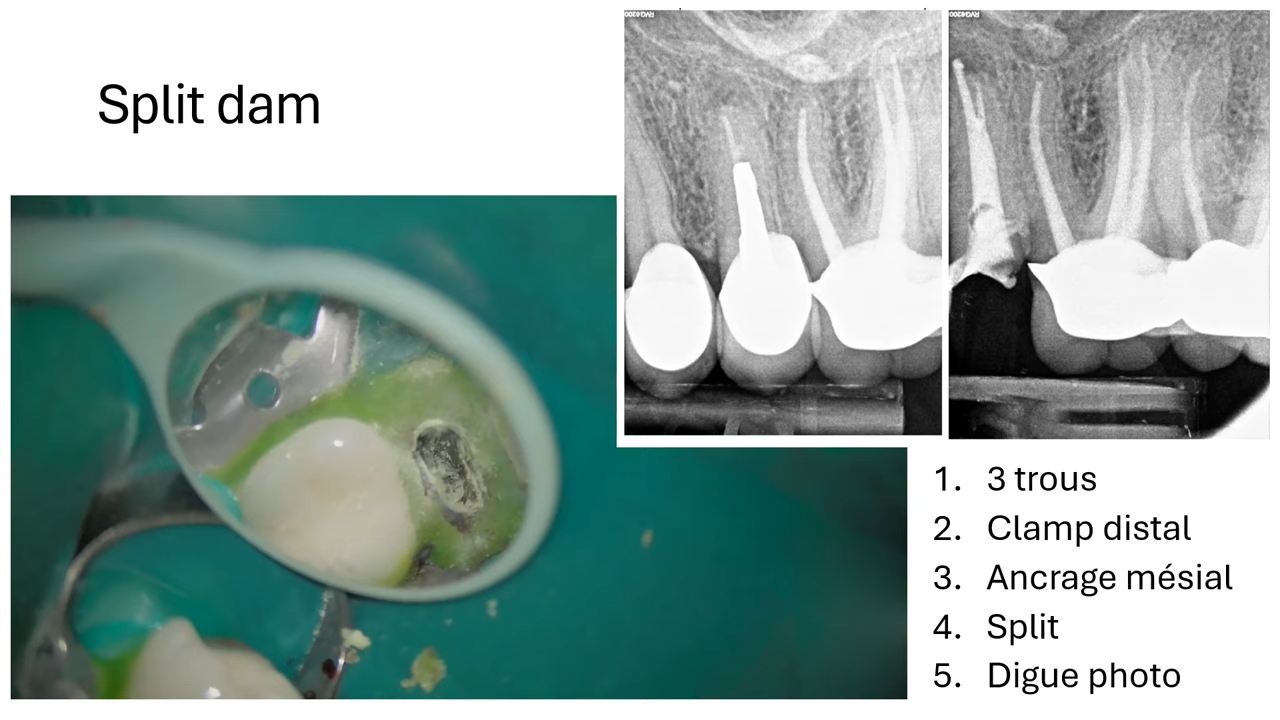 Split dam
1. 3 trous
2. Clamp distal
3. Ancrage mésial
4. Split
5. Digue photo